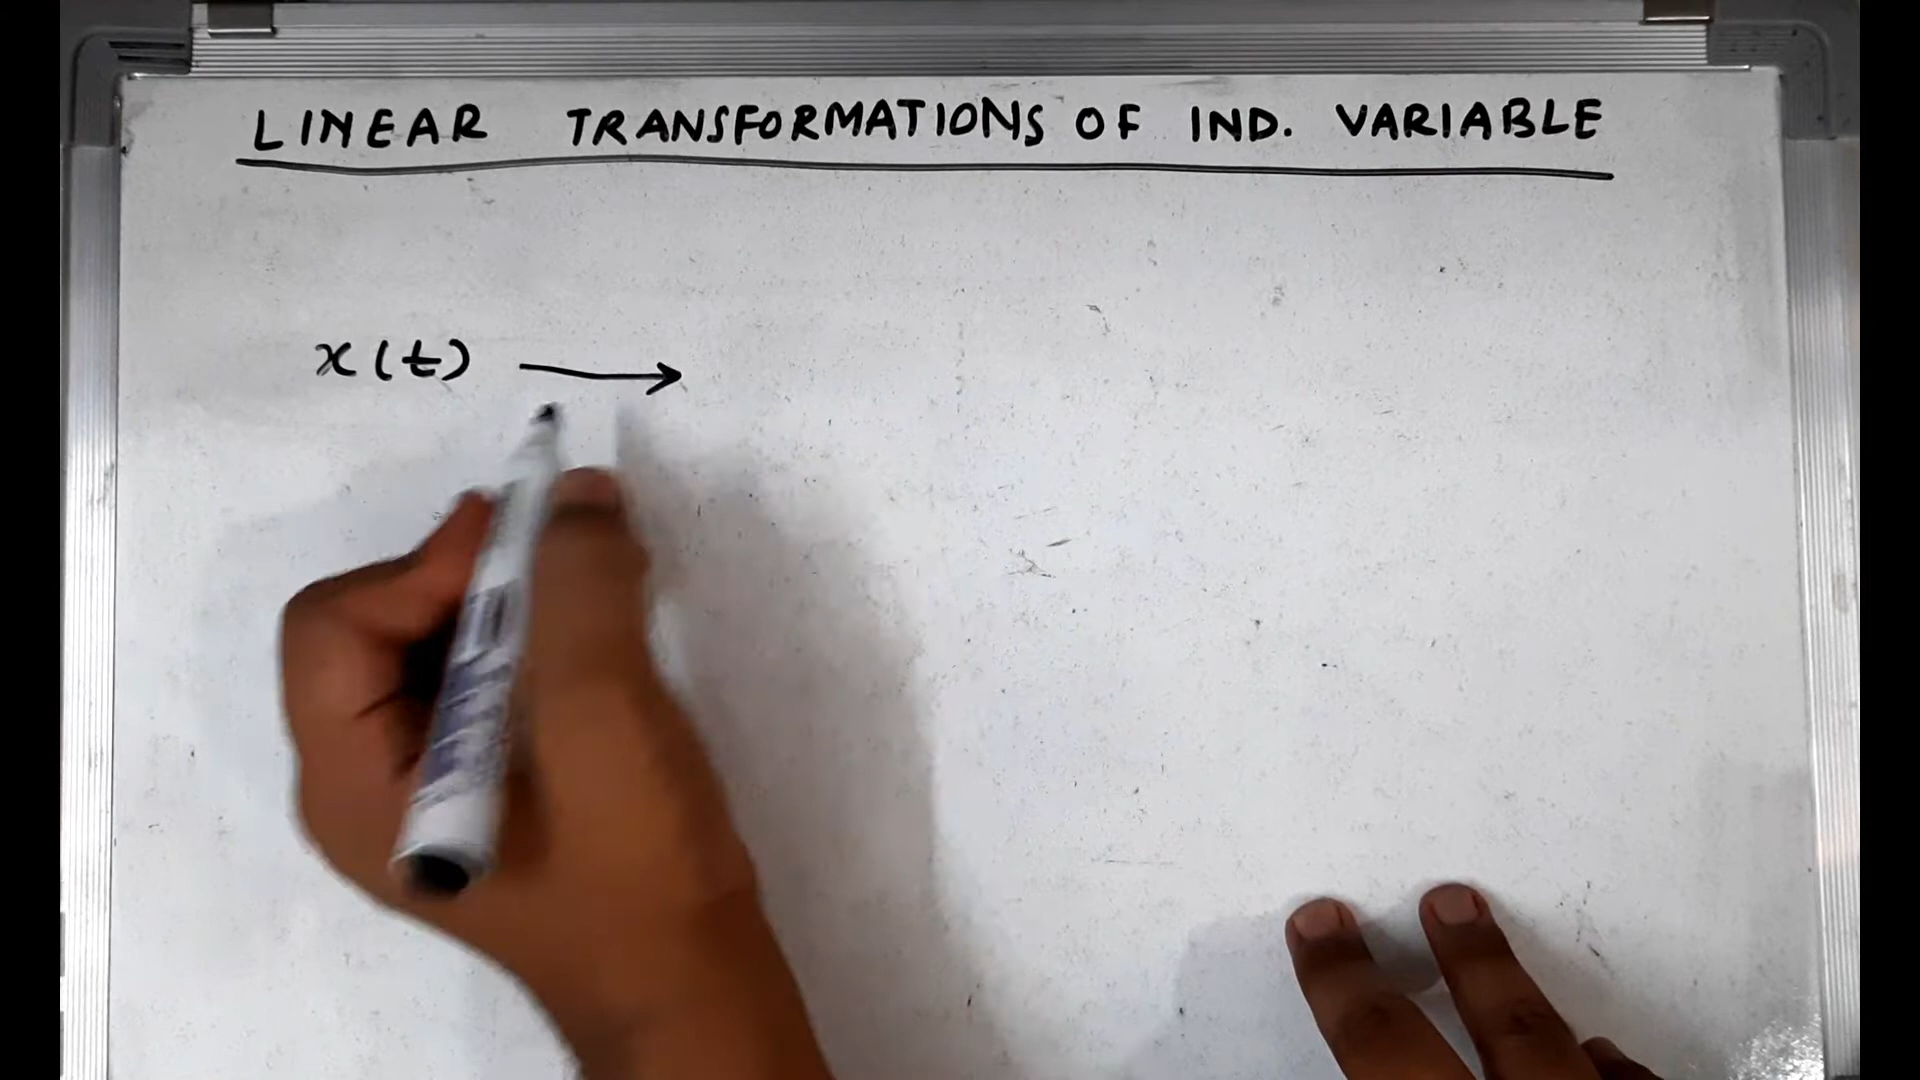 LINEAR TRANSFORMATIONS OF IND. VARIABLE
x(t) →